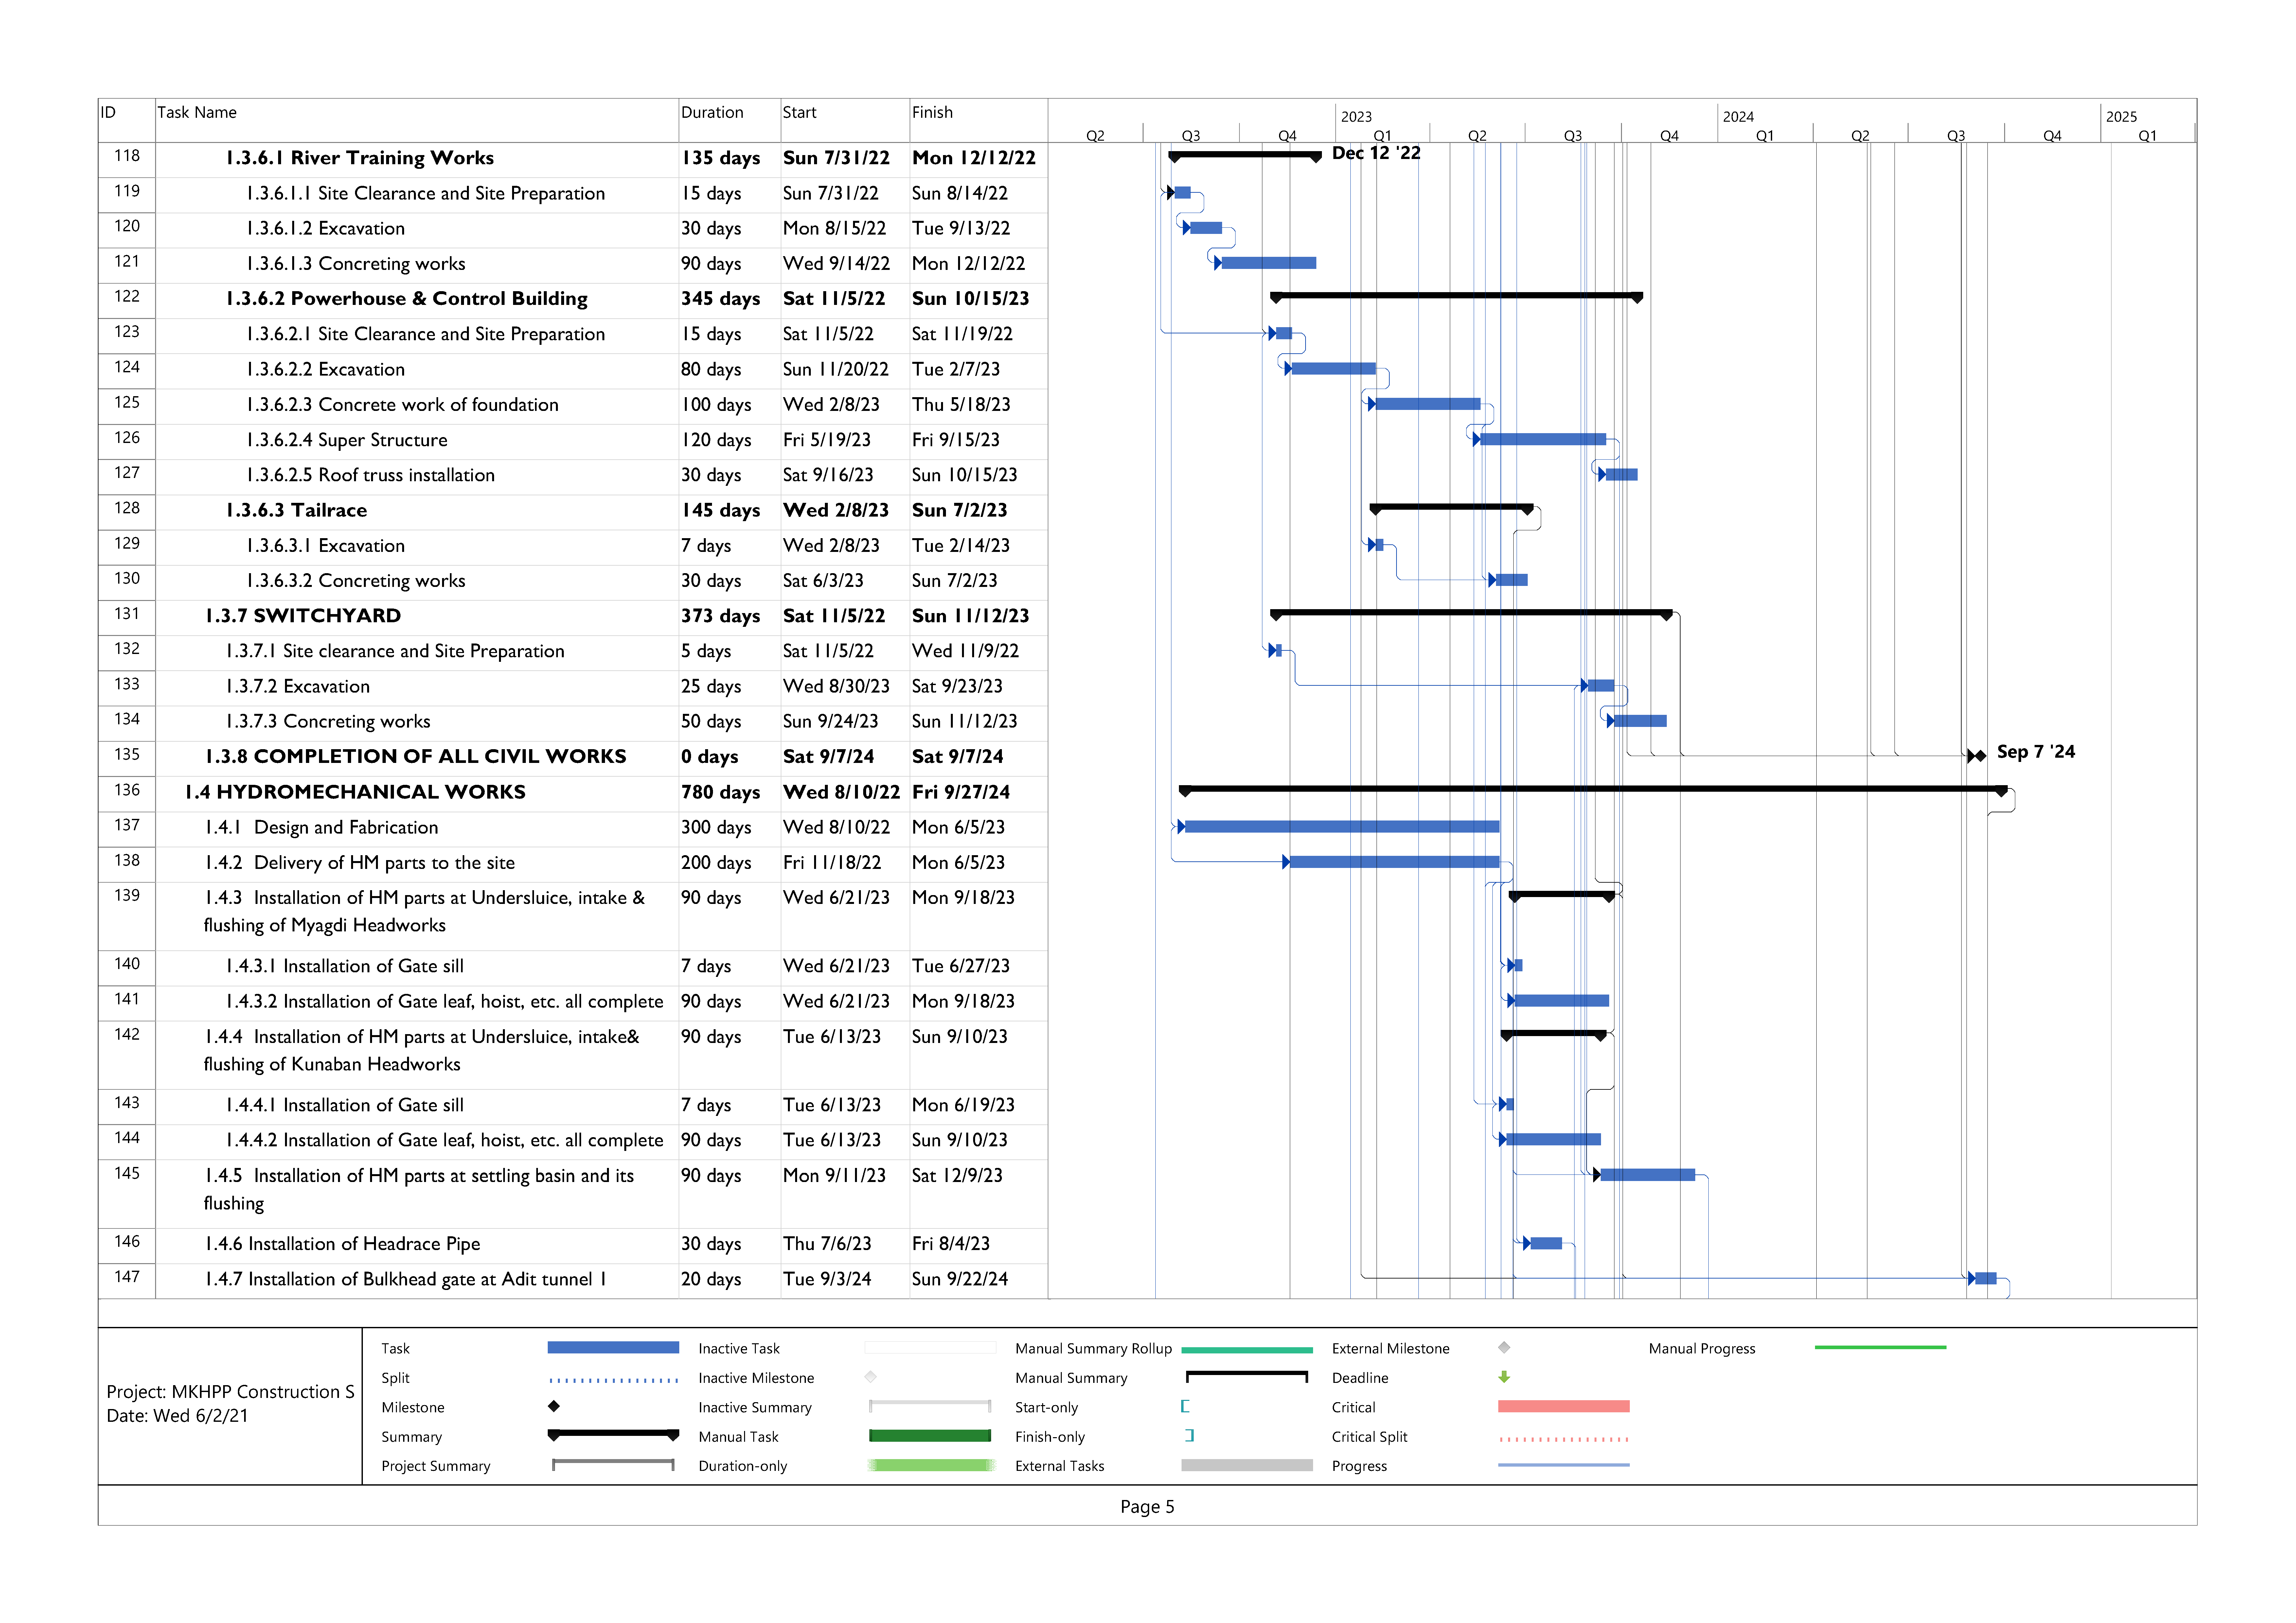 ID Task Name Duration Start Finish
2023 2024 2025
Q2 Q3 Q4 Q1 Q2 Q3 Q4 Q1 Q2 Q3 Q4 Q1
118 1.3.6.1 River Training Works 135 days Sun 7/31/22 Mon 12/12/22 Dec 12 '22
119 1.3.6.1.1 Site Clearance and Site Preparation 15 days Sun 7/31/22 Sun 8/14/22
120 1.3.6.1.2 Excavation 30 days Mon 8/15/22 Tue 9/13/22
121 1.3.6.1.3 Concreting works 90 days Wed 9/14/22 Mon 12/12/22
122 1.3.6.2 Powerhouse & Control Building 345 days Sat 11/5/22 Sun 10/15/23
123 1.3.6.2.1 Site Clearance and Site Preparation 15 days Sat 11/5/22 Sat 11/19/22
124 1.3.6.2.2 Excavation 80 days Sun 11/20/22 Tue 2/7/23
125 1.3.6.2.3 Concrete work of foundation 100 days Wed 2/8/23 Thu 5/18/23
126 1.3.6.2.4 Super Structure 120 days Fri 5/19/23 Fri 9/15/23
127 1.3.6.2.5 Roof truss installation 30 days Sat 9/16/23 Sun 10/15/23
128 1.3.6.3 Tailrace 145 days Wed 2/8/23 Sun 7/2/23
129 1.3.6.3.1 Excavation 7 days Wed 2/8/23 Tue 2/14/23
130 1.3.6.3.2 Concreting works 30 days Sat 6/3/23 Sun 7/2/23
131 1.3.7 SWITCHYARD 373 days Sat 11/5/22 Sun 11/12/23
132 1.3.7.1 Site clearance and Site Preparation 5 days Sat 11/5/22 Wed 11/9/22
133 1.3.7.2 Excavation 25 days Wed 8/30/23 Sat 9/23/23
134 1.3.7.3 Concreting works 50 days Sun 9/24/23 Sun 11/12/23
135 1.3.8 COMPLETION OF ALL CIVIL WORKS 0 days Sat 9/7/24 Sat 9/7/24 Sep 7 '24
136 1.4 HYDROMECHANICAL WORKS 780 days Wed 8/10/22 Fri 9/27/24
137 1.4.1 Design and Fabrication 300 days Wed 8/10/22 Mon 6/5/23
138 1.4.2 Delivery of HM parts to the site 200 days Fri 11/18/22 Mon 6/5/23
139 1.4.3 Installation of HM parts at Undersluice, intake & 90 days Wed 6/21/23 Mon 9/18/23
flushing of Myagdi Headworks
140 1.4.3.1 Installation of Gate sill 7 days Wed 6/21/23 Tue 6/27/23
141 1.4.3.2 Installation of Gate leaf, hoist, etc. all complete 90 days Wed 6/21/23 Mon 9/18/23
142 1.4.4 Installation of HM parts at Undersluice, intake& 90 days Tue 6/13/23 Sun 9/10/23
flushing of Kunaban Headworks
143 1.4.4.1 Installation of Gate sill 7 days Tue 6/13/23 Mon 6/19/23
144 1.4.4.2 Installation of Gate leaf, hoist, etc. all complete 90 days Tue 6/13/23 Sun 9/10/23
145 1.4.5 Installation of HM parts at settling basin and its 90 days Mon 9/11/23 Sat 12/9/23
flushing
146 1.4.6 Installation of Headrace Pipe 30 days Thu 7/6/23 Fri 8/4/23
147 1.4.7 Installation of Bulkhead gate at Adit tunnel 1 20 days Tue 9/3/24 Sun 9/22/24
Project: MKHPP Construction S
Date: Wed 6/2/21
Task Inactive Task Manual Summary Rollup External Milestone Manual Progress
Split Inactive Milestone Manual Summary Deadline
Milestone Inactive Summary Start-only Critical
Summary Manual Task Finish-only Critical Split
Project Summary Duration-only External Tasks Progress
Page 5